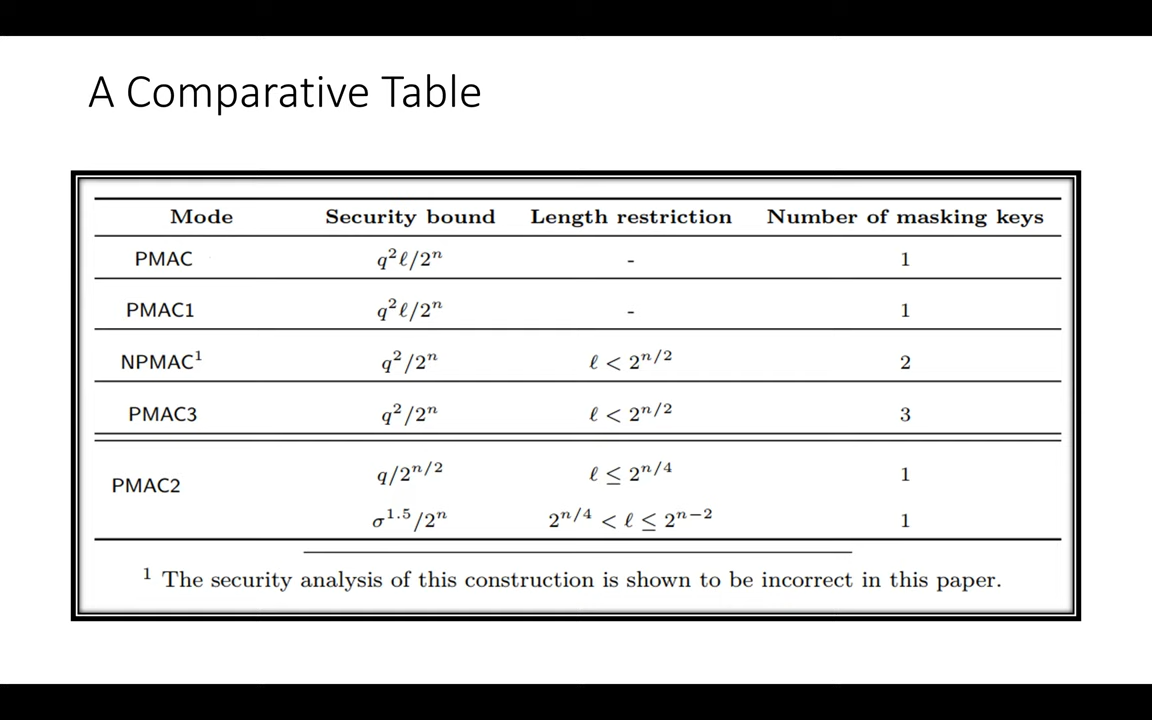 A Comparative Table
Mode Security bound Length restriction Number of masking keys
PMAC q²ℓ/2ⁿ - 1
PMAC1 q²ℓ/2ⁿ - 1
NPMAC¹ q²/2ⁿ ℓ < 2^{n/2} 2
PMAC3 q²/2ⁿ ℓ < 2^{n/2} 3
PMAC2 q/2^{n/2} ℓ ≤ 2^{n/4} 1
σ^{1.5}/2ⁿ 2^{n/4} < ℓ ≤ 2^{n−2} 1
¹ The security analysis of this construction is shown to be incorrect in this paper.